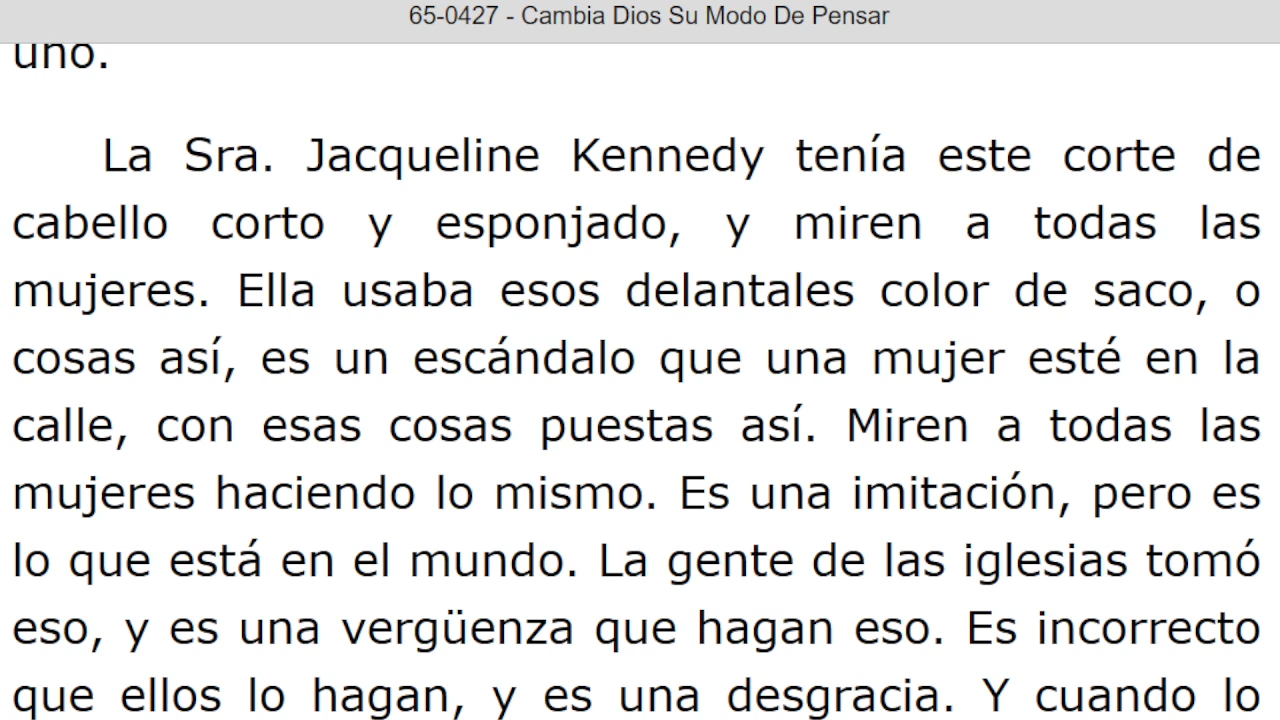 65-0427 - Cambia Dios Su Modo De Pensar
uno.
La Sra. Jacqueline Kennedy tenía este corte de
cabello corto y esponjado, y miren a todas las
mujeres. Ella usaba esos delantales color de saco, o
cosas así, es un escándalo que una mujer esté en la
calle, con esas cosas puestas así. Miren a todas las
mujeres haciendo lo mismo. Es una imitación, pero es
lo que está en el mundo. La gente de las iglesias tomó
eso, y es una vergüenza que hagan eso. Es incorrecto
que ellos lo hagan, y es una desgracia. Y cuando lo